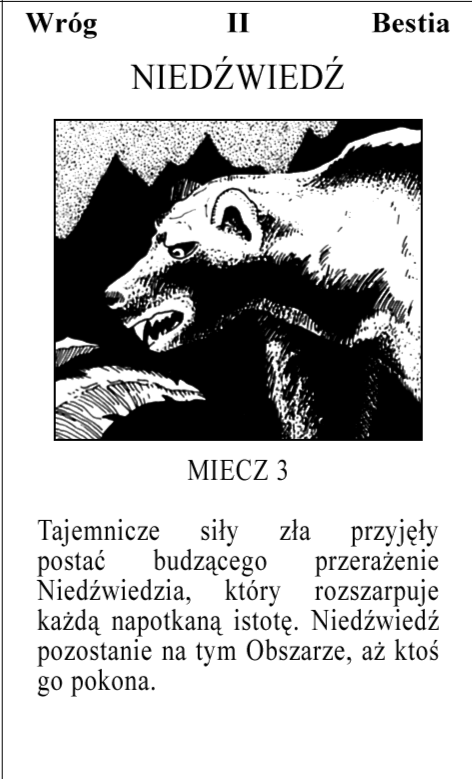 Wróg II Bestia
NIEDŹWIEDŹ
MIECZ 3
Tajemnicze siły zła przyjęły
postać budzącego przerażenie
Niedźwiedzia, który rozszarpuje
każdą napotkaną istotę. Niedźwiedź
pozostanie na tym Obszarze, aż ktoś
go pokona.